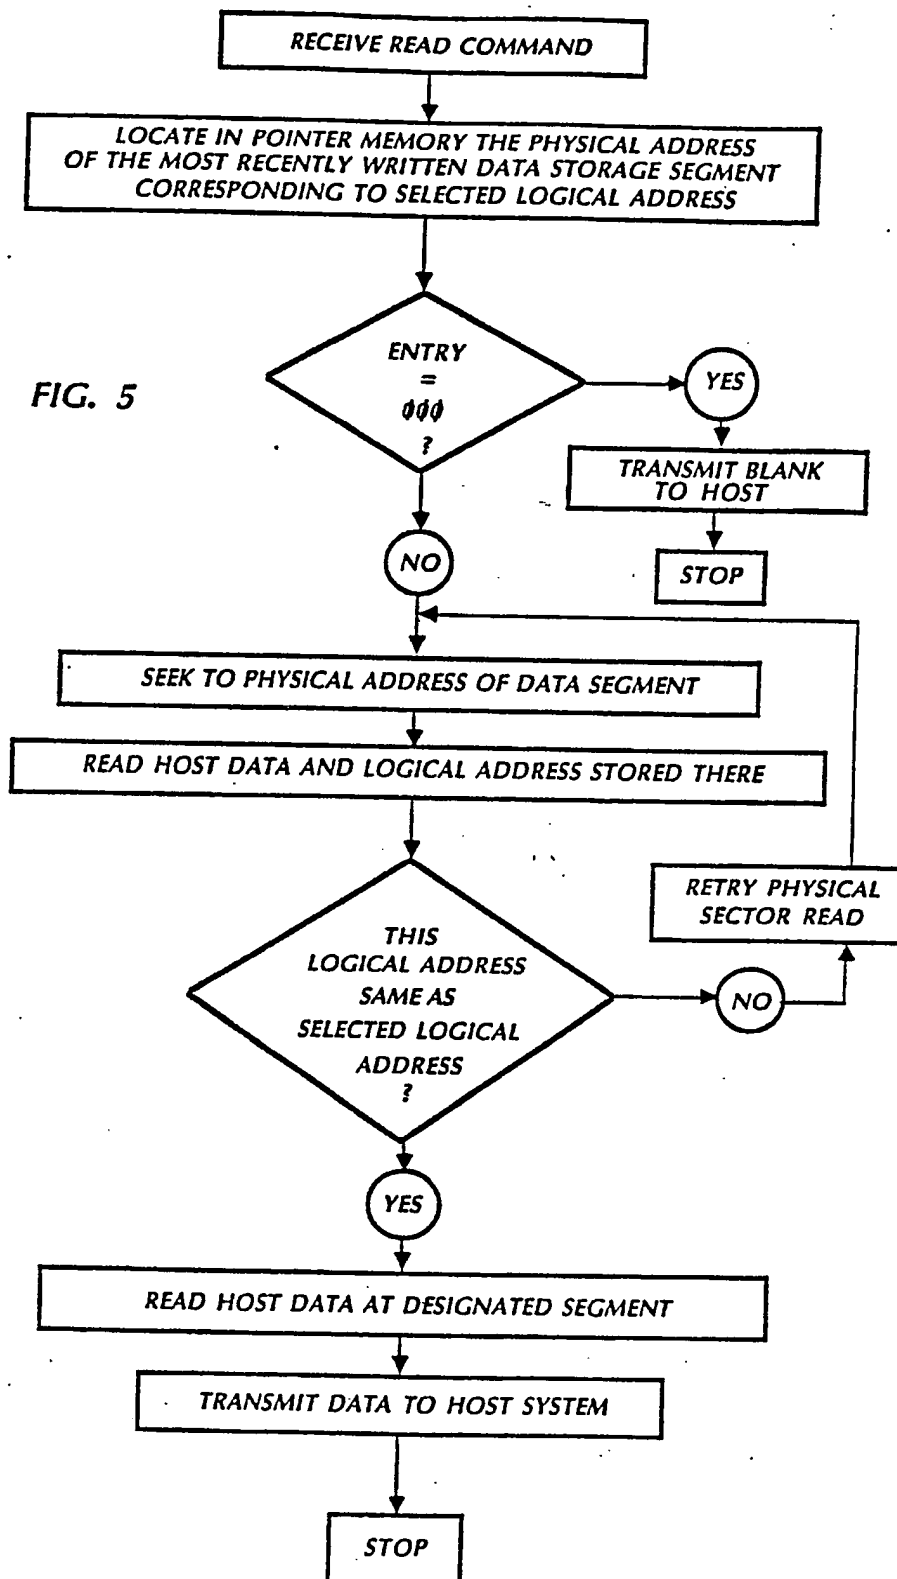 RECEIVE READ COMMAND
LOCATE IN POINTER MEMORY THE PHYSICAL ADDRESS
OF THE MOST RECENTLY WRITTEN DATA STORAGE SEGMENT
CORRESPONDING TO SELECTED LOGICAL ADDRESS
ENTRY
=
ϕϕϕ
?
FIG. 5
YES
TRANSMIT BLANK
TO HOST
STOP
NO
SEEK TO PHYSICAL ADDRESS OF DATA SEGMENT
READ HOST DATA AND LOGICAL ADDRESS STORED THERE
RETRY PHYSICAL
SECTOR READ
THIS
LOGICAL ADDRESS
SAME AS
SELECTED LOGICAL
ADDRESS
?
NO
YES
READ HOST DATA AT DESIGNATED SEGMENT
TRANSMIT DATA TO HOST SYSTEM
STOP